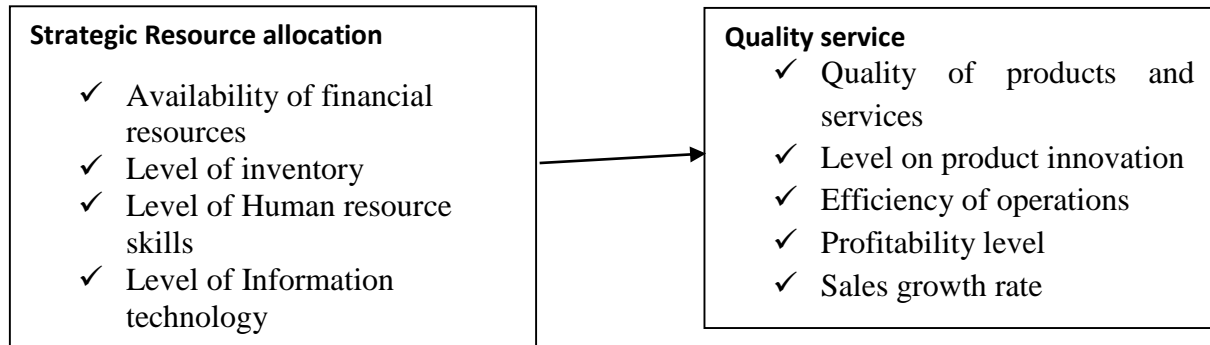 Strategic Resource allocation
✓ Availability of financial
resources
✓ Level of inventory
✓ Level of Human resource
skills
✓ Level of Information
technology
Quality service
✓ Quality of products and
services
✓ Level on product innovation
✓ Efficiency of operations
✓ Profitability level
✓ Sales growth rate